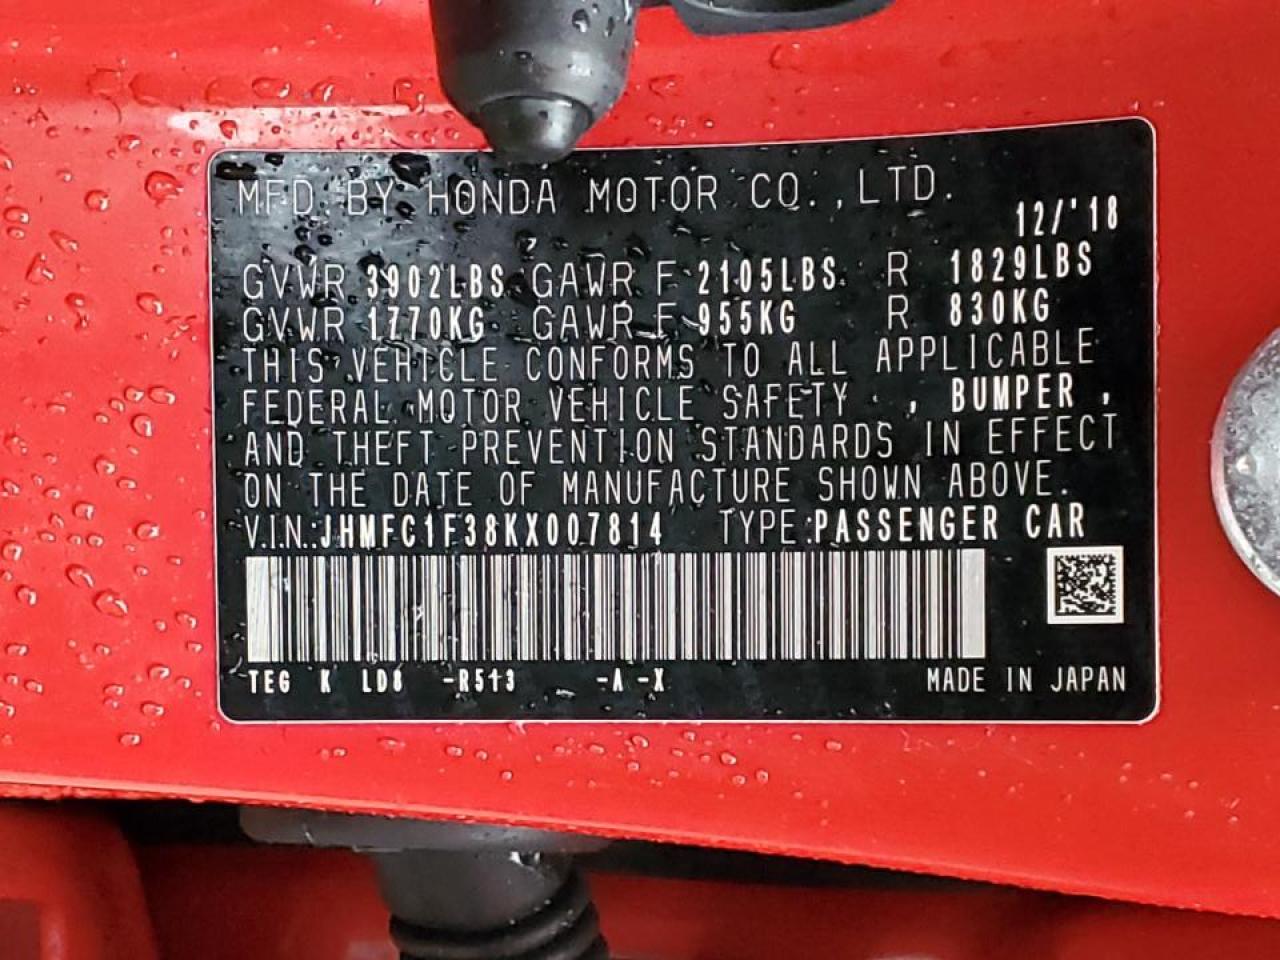 MFD. BY HONDA MOTOR CO.,LTD.
12/'18
GVWR 3902LBS GAWR F 2105LBS R 1829LBS
GVWR 1770KG GAWR F 955KG R 830KG
THIS VEHICLE CONFORMS TO ALL APPLICABLE
FEDERAL MOTOR VEHICLE SAFETY , BUMPER ,
AND THEFT PREVENTION STANDARDS IN EFFECT
ON THE DATE OF MANUFACTURE SHOWN ABOVE.
V.I.N.:JHMFC1F38KX007814 TYPE:PASSENGER CAR
TEG K LD8 -R513 -A -X MADE IN JAPAN